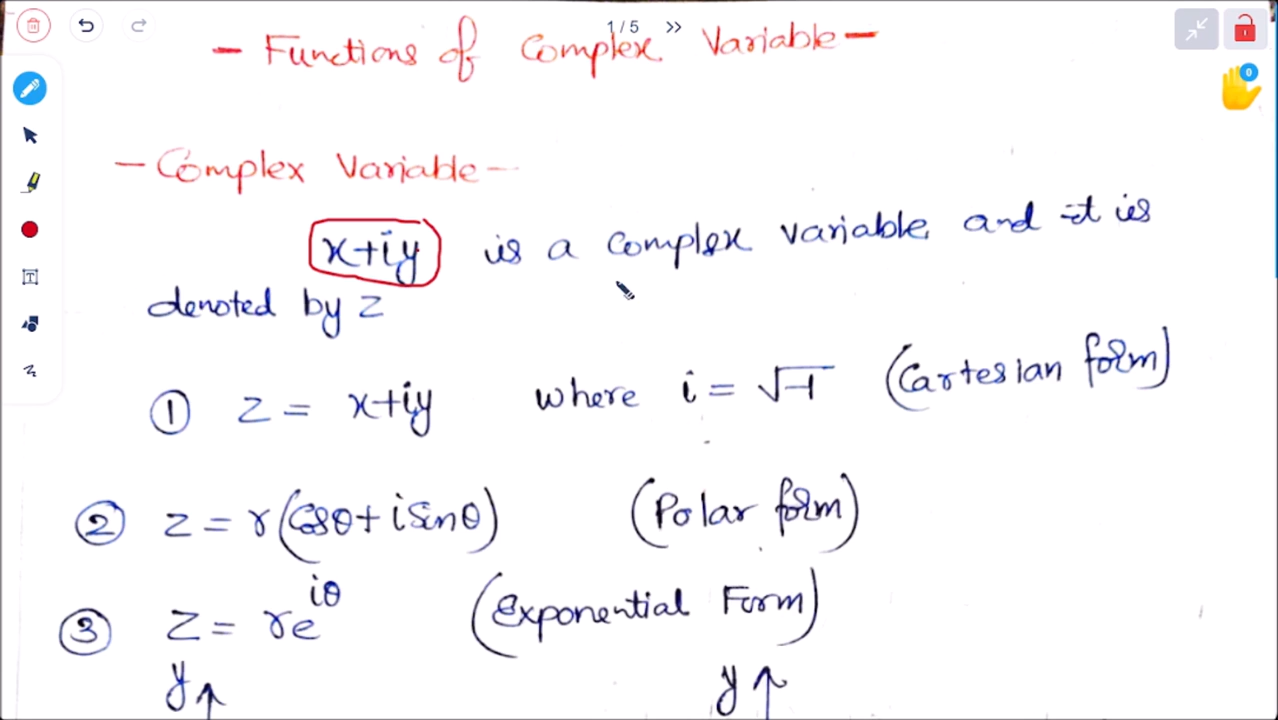 1/5 >>
- Functions of Complex Variable -
- Complex Variable -
x+iy is a complex variable and it is
denoted by z
① z = x+iy where i = √-1 (Cartesian form)
② z = r(cosθ + i sinθ) (Polar form)
③ z = re^{iθ} (Exponential Form)
y↑ y↑
0
T